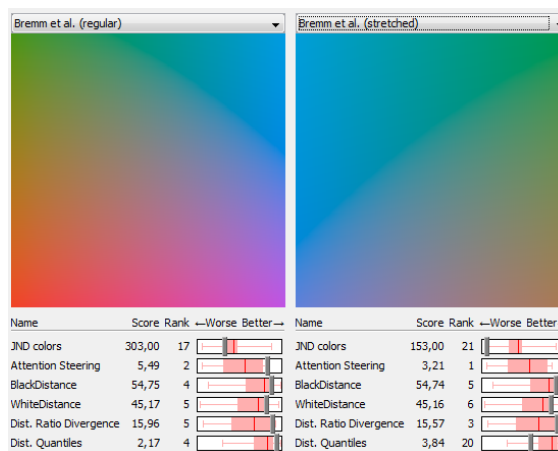 Bremm et al. (regular)
Name Score Rank ←Worse Better→
JND colors 303,00 17
Attention Steering 5,49 2
BlackDistance 54,75 4
WhiteDistance 45,17 5
Dist. Ratio Divergence 15,96 5
Dist. Quantiles 2,17 4
Bremm et al. (stretched)
Name Score Rank ←Worse Better→
JND colors 153,00 21
Attention Steering 3,21 1
BlackDistance 54,74 5
WhiteDistance 45,16 6
Dist. Ratio Divergence 15,57 3
Dist. Quantiles 3,84 20